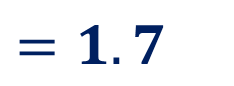 = 1.7